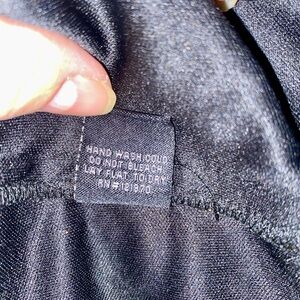 HAND WASH COLD
DO NOT BLEACH
LAY FLAT TO DRY
RN#121970